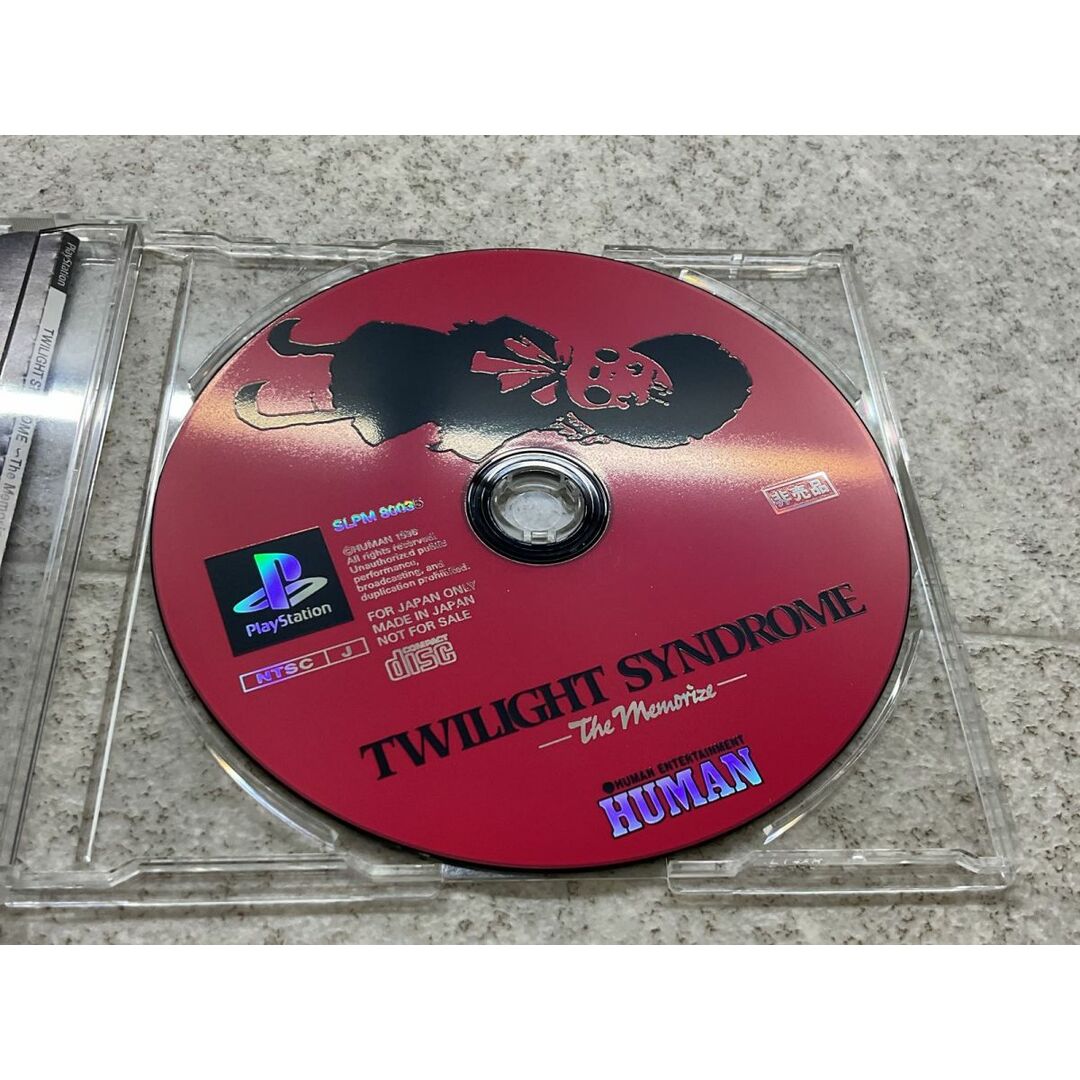 PlayStation
TWILIGHT S
OME ~The Memor
SLPM 8003
©HUMAN 1996
All rights reserved.
Unauthorized public
performance,
broadcasting, and
duplication prohibited.
PlayStation
NTSC J
FOR JAPAN ONLY
MADE IN JAPAN
NOT FOR SALE
COMPACT
disc
非売品
TWILIGHT SYNDROME
The Memorize
HUMAN ENTERTAINMENT
HUMAN